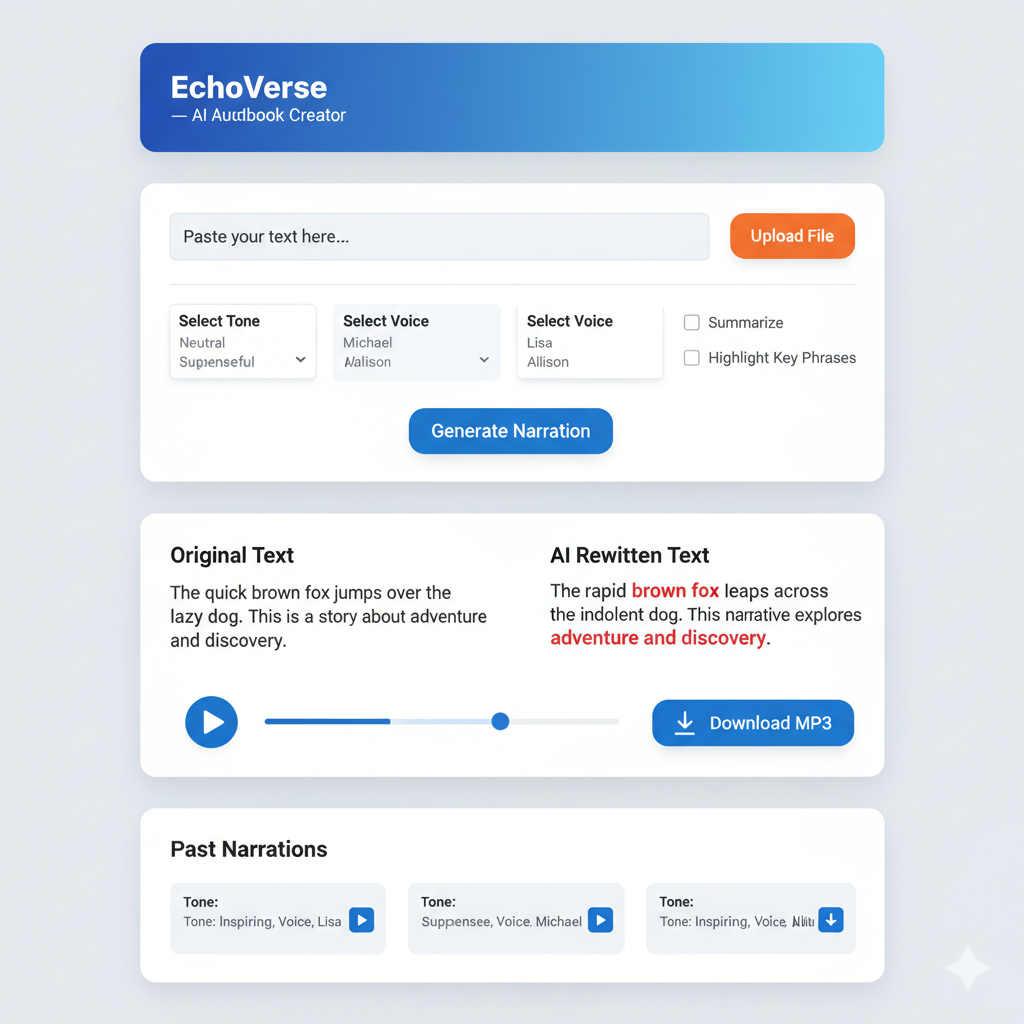 EchoVerse
— AI Audbook Creator
Paste your text here...
Upload File
Select Tone
Neutral
Suppenseful
Select Voice
Michael
Walison
Select Voice
Lisa
Allison
Summarize
Highlight Key Phrases
Generate Narration
Original Text
The quick brown fox jumps over the
lazy dog. This is a story about adventure
and discovery.
AI Rewitten Text
The rapid brown fox leaps across
the indolent dog. This narrative explores
adventure and discovery.
Download MP3
Past Narrations
Tone:
Tone: Inspiring, Voice, Lisa
Tone:
Suppensee, Voice. Michael
Tone:
Tone: Inspiring, Voice,